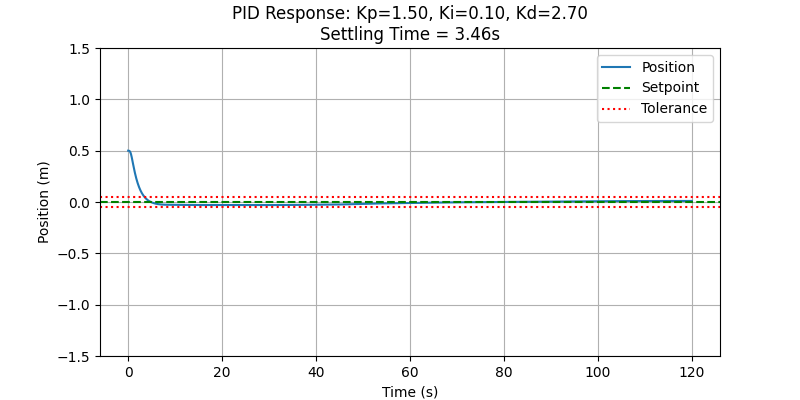 PID Response: Kp=1.50, Ki=0.10, Kd=2.70
Settling Time = 3.46s
1.5
1.0
0.5
0.0
−0.5
−1.0
−1.5
Position (m)
Position
Setpoint
Tolerance
0 20 40 60 80 100 120
Time (s)